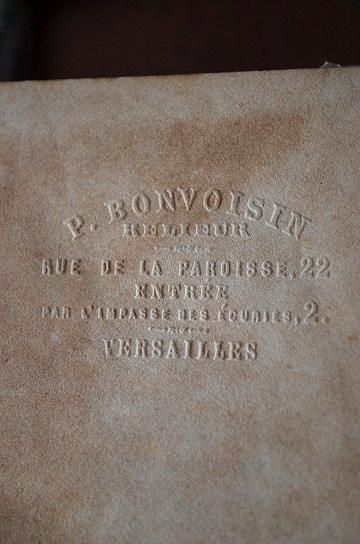 P. BONVOISIN
RELIEUR
RUE DE LA PAROISSE, 22
ENTRÉE
PAR L'IMPASSE DES ÉCURIES, 2.
VERSAILLES